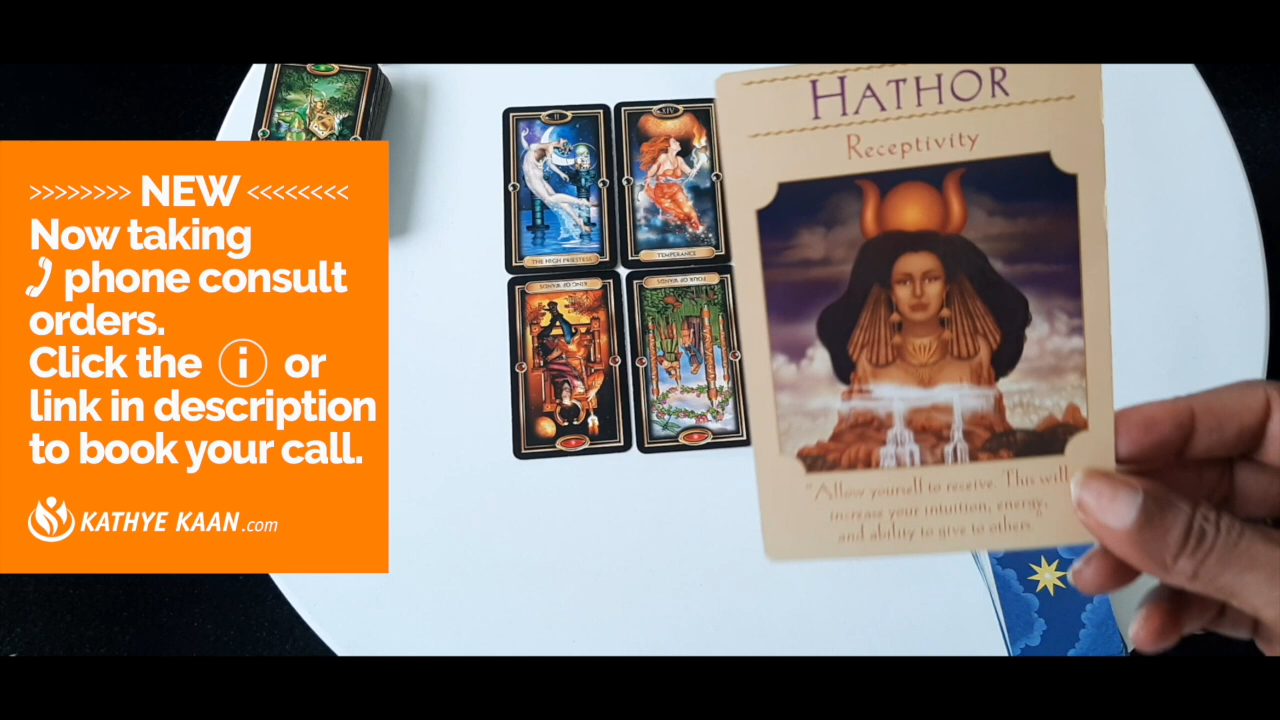 >>>>>>>> NEW <<<<<<<<
Now taking
phone consult
orders.
Click the i or
link in description
to book your call.
KATHYE KAAN.com
II
THE HIGH PRIESTESS
XIV
TEMPERANCE
KING OF WANDS
FOUR OF WANDS
HATHOR
Receptivity
"Allow yourself to receive. This will
increase your intuition, energy,
and ability to give to others."